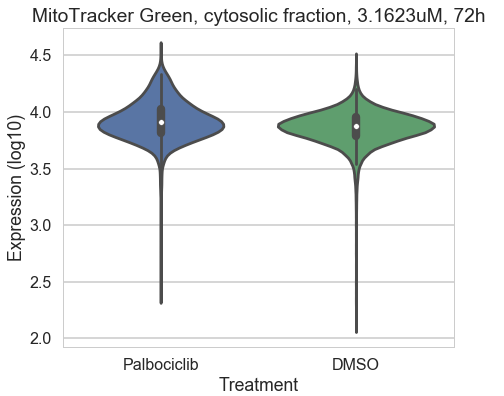 MitoTracker Green, cytosolic fraction, 3.1623uM, 72h
4.5
4.0
3.5
3.0
2.5
2.0
Expression (log10)
Palbociclib DMSO
Treatment